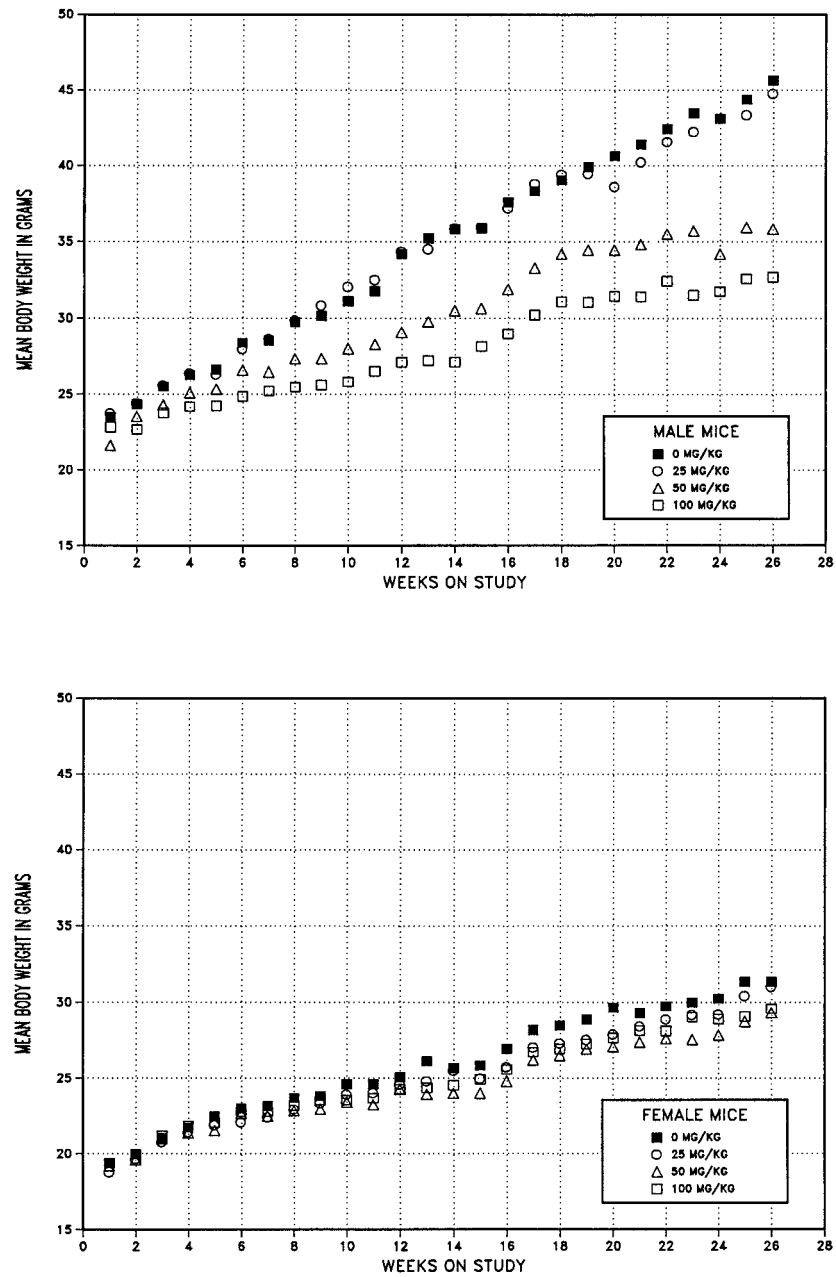 50
45
40
35
30
25
20
15
MEAN BODY WEIGHT IN GRAMS
MALE MICE
0 MG/KG
25 MG/KG
50 MG/KG
100 MG/KG
0 2 4 6 8 10 12 14 16 18 20 22 24 26 28
WEEKS ON STUDY
50
45
40
35
30
25
20
15
MEAN BODY WEIGHT IN GRAMS
FEMALE MICE
0 MG/KG
25 MG/KG
50 MG/KG
100 MG/KG
0 2 4 6 8 10 12 14 16 18 20 22 24 26 28
WEEKS ON STUDY